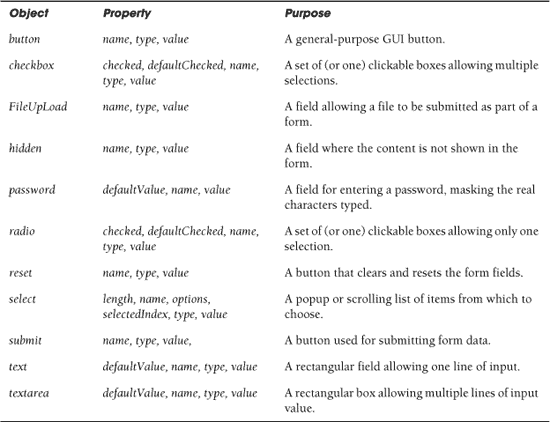 Object Property Purpose
button name, type, value A general-purpose GUI button.
checkbox checked, defaultChecked, name, A set of (or one) clickable boxes allowing multiple
type, value selections.
FileUpLoad name, type, value A field allowing a file to be submitted as part of a
form.
hidden name, type, value A field where the content is not shown in the
form.
password defaultValue, name, value A field for entering a password, masking the real
characters typed.
radio checked, defaultChecked, name, A set of (or one) clickable boxes allowing only one
type, value selection.
reset name, type, value A button that clears and resets the form fields.
select length, name, options, A popup or scrolling list of items from which to
selectedIndex, type, value choose.
submit name, type, value, A button used for submitting form data.
text defaultValue, name, type, value A rectangular field allowing one line of input.
textarea defaultValue, name, type, value A rectangular box allowing multiple lines of input
value.